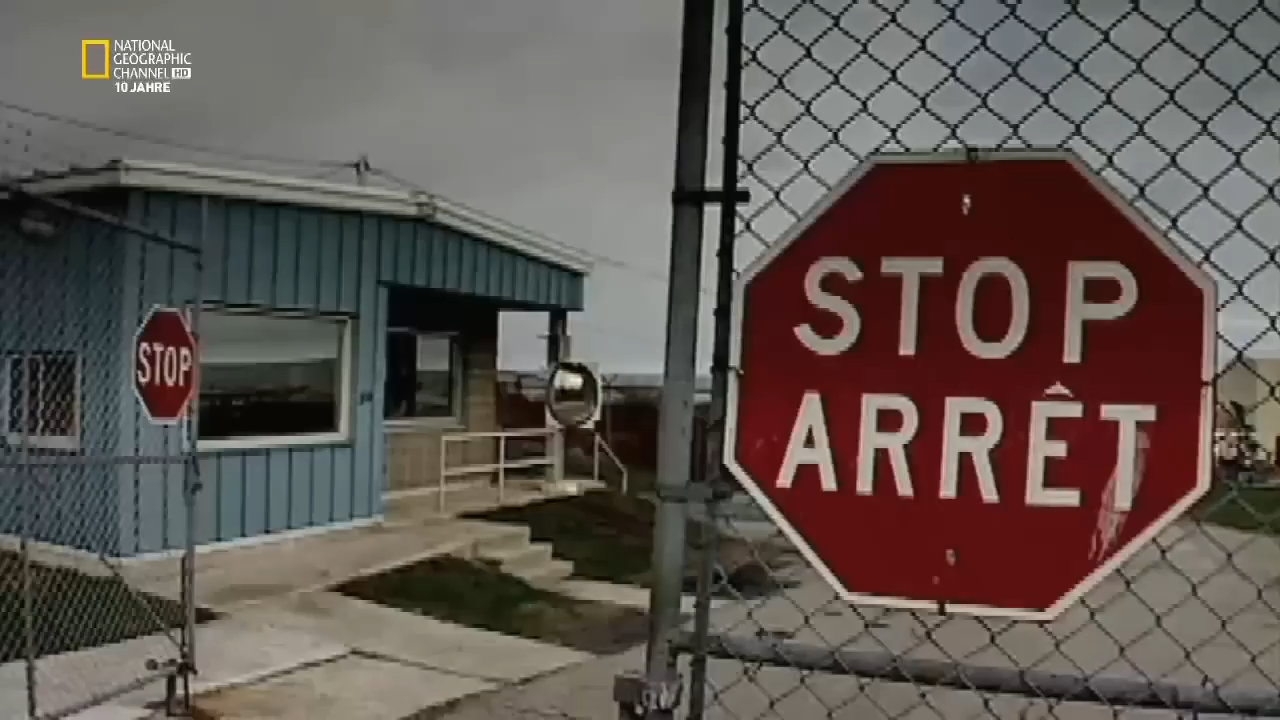 NATIONAL
GEOGRAPHIC
CHANNEL HD
10 JAHRE
STOP
STOP
ARRÊT